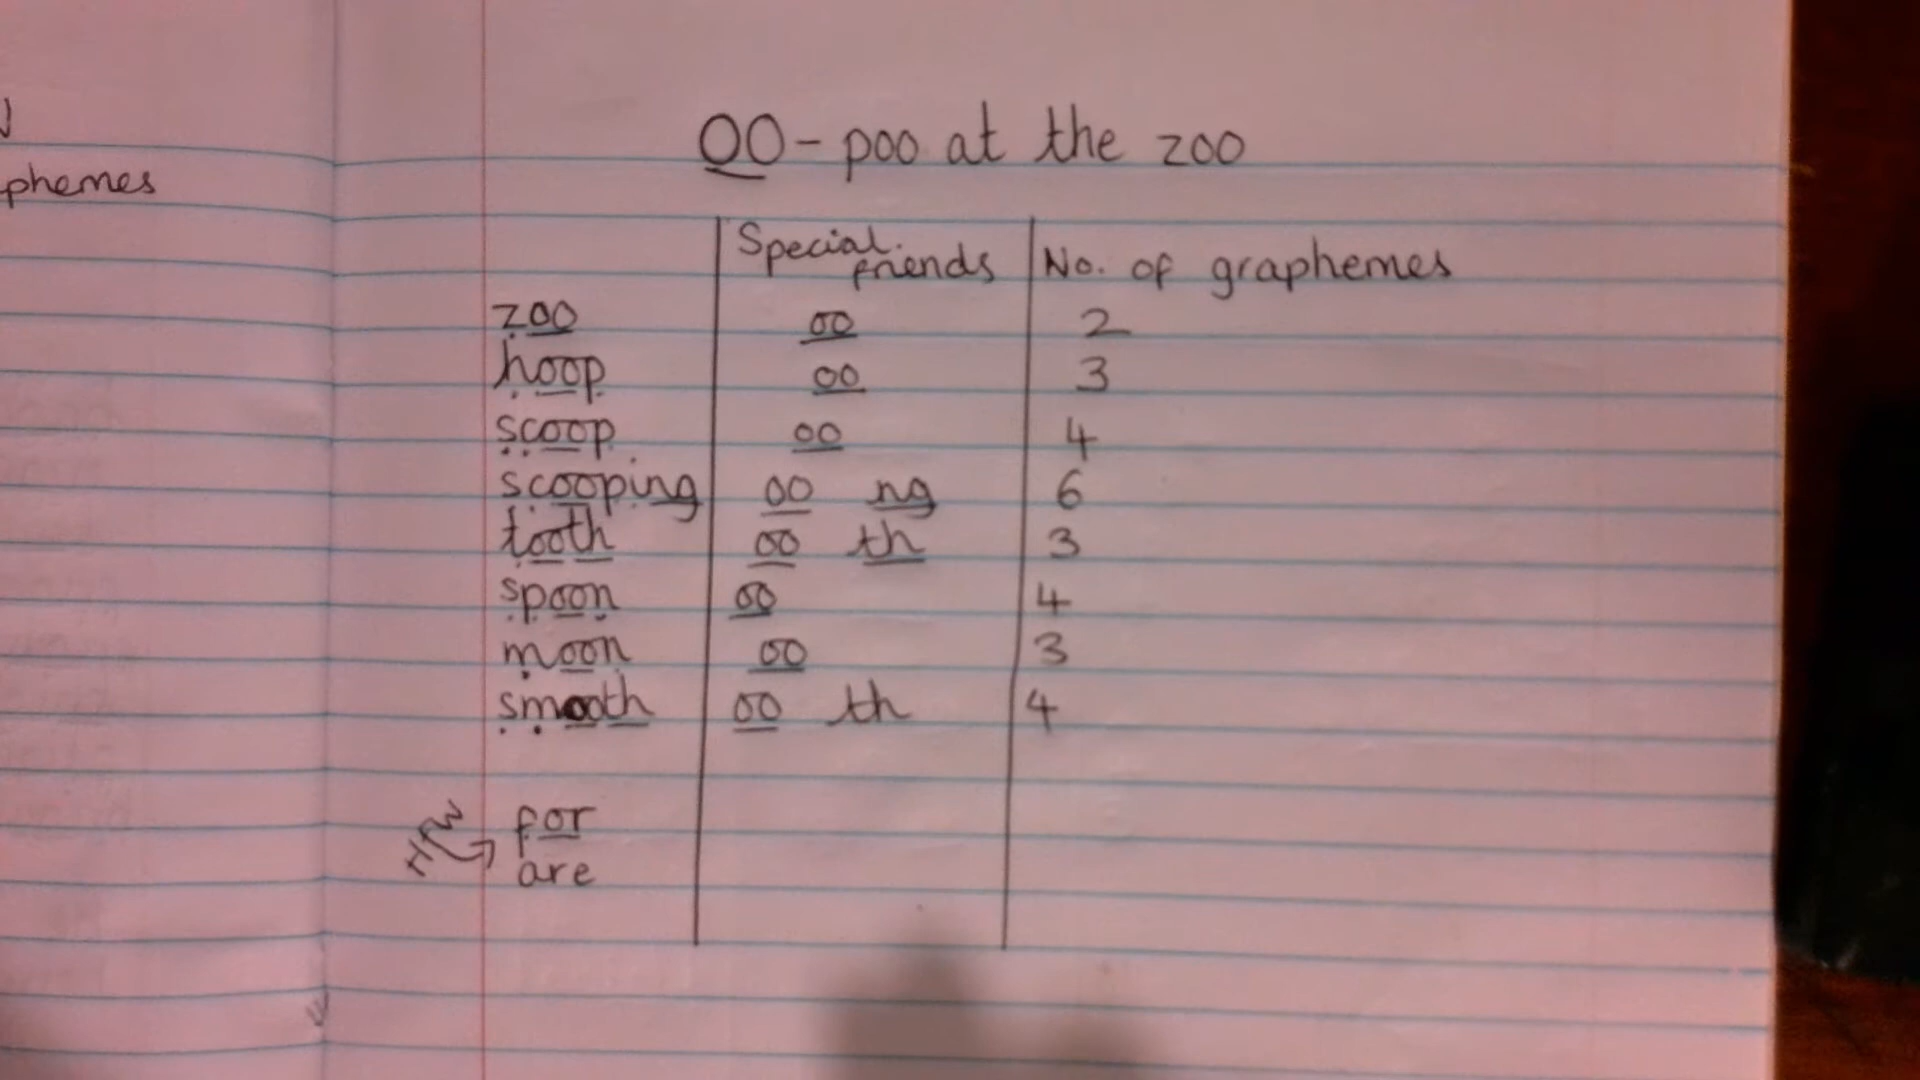 phemes
OO - poo at the zoo
Special friends No. of graphemes
zoo oo 2
hoop oo 3
scoop oo 4
scooping oo ng 6
tooth oo th 3
spoon oo 4
moon oo 3
smooth oo th 4
HFW for
are